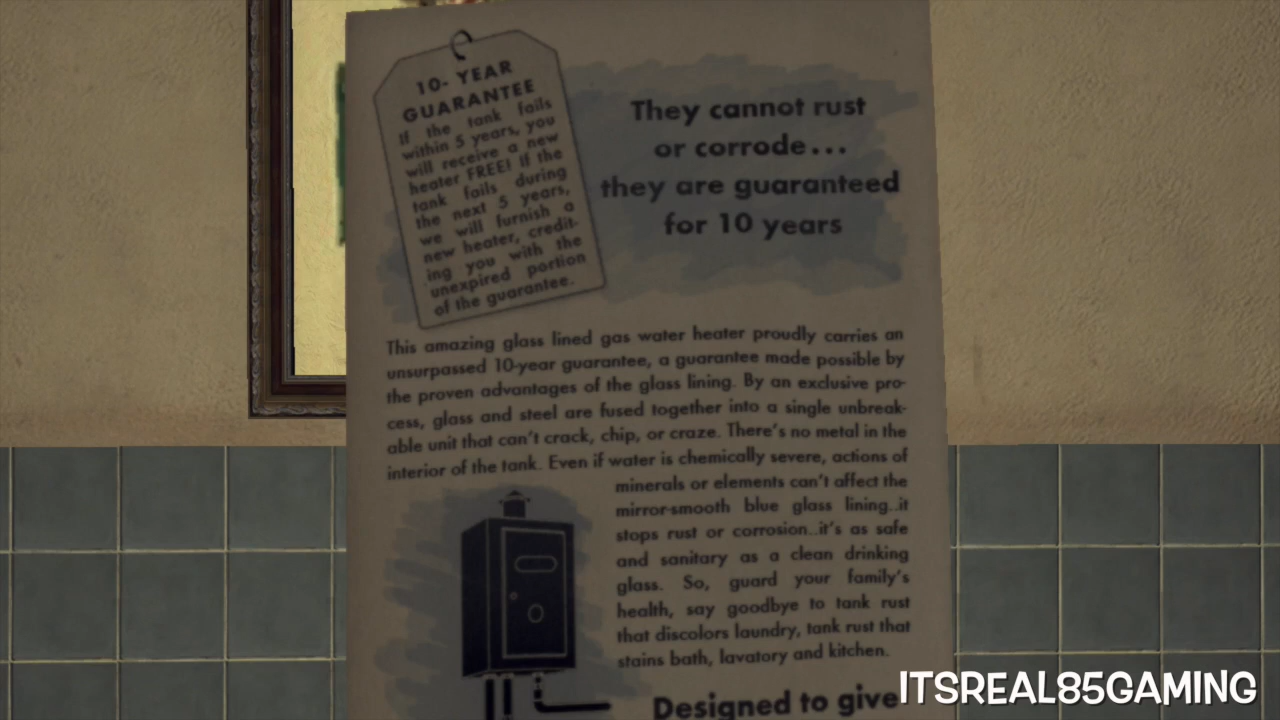 10- YEAR
GUARANTEE
If the tank fails
within 5 years, you
will receive a new
heater FREE! If the
tank fails during
the next 5 years,
we will furnish a
new heater, credit-
ing you with the
unexpired portion
of the guarantee.
They cannot rust
or corrode...
they are guaranteed
for 10 years
This amazing glass lined gas water heater proudly carries an
unsurpassed 10-year guarantee, a guarantee made possible by
the proven advantages of the glass lining. By an exclusive pro-
cess, glass and steel are fused together into a single unbreak-
able unit that can't crack, chip, or craze. There's no metal in the
interior of the tank. Even if water is chemically severe, actions of
minerals or elements can't affect the
mirror-smooth blue glass lining..it
stops rust or corrosion..it's as safe
and sanitary as a clean drinking
glass. So, guard your family's
health, say goodbye to tank rust
that discolors laundry, tank rust that
stains bath, lavatory and kitchen.
Designed to give
ITSREAL85GAMING